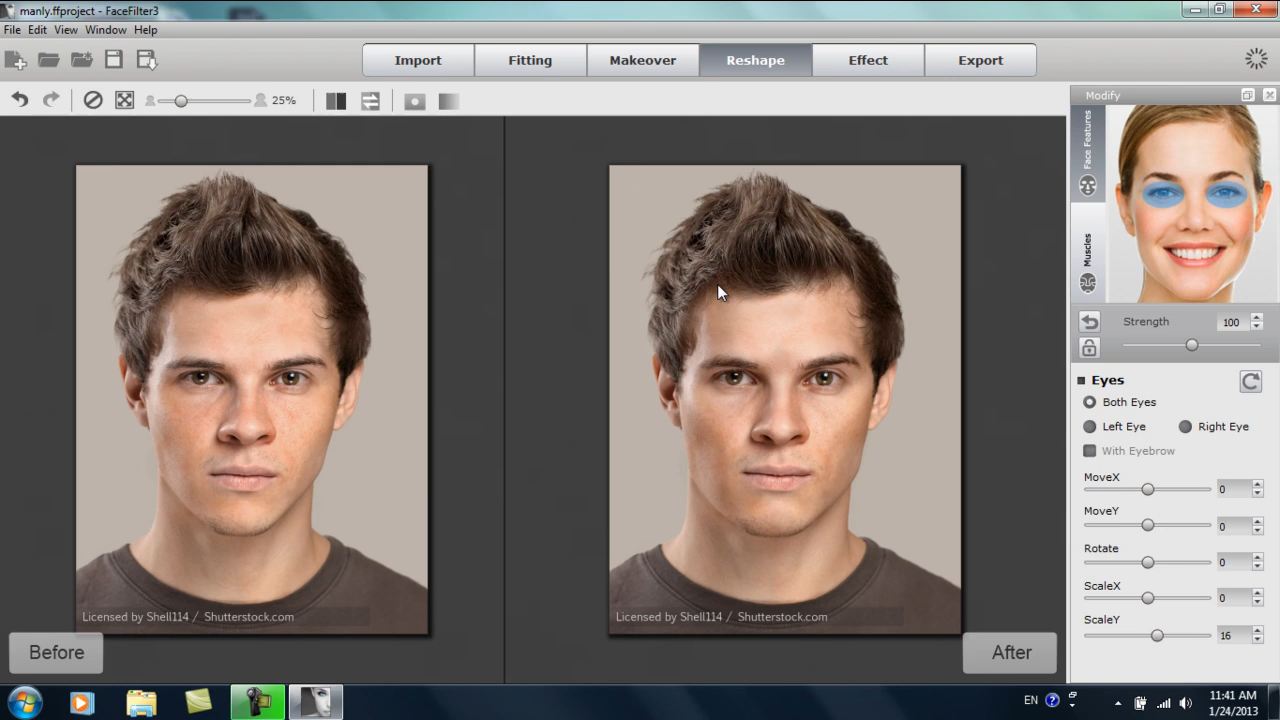 manly.ffproject - FaceFilter3
File Edit View Window Help
Import Fitting Makeover Reshape Effect Export
25%
Modify
Face Features
Muscles
Strength 100
Eyes
Both Eyes
Left Eye Right Eye
With Eyebrow
MoveX
0
MoveY
0
Rotate
0
ScaleX
0
ScaleY
16
Licensed by Shell114 / Shutterstock.com
Licensed by Shell114 / Shutterstock.com
Before
After
EN
11:41 AM
1/24/2013